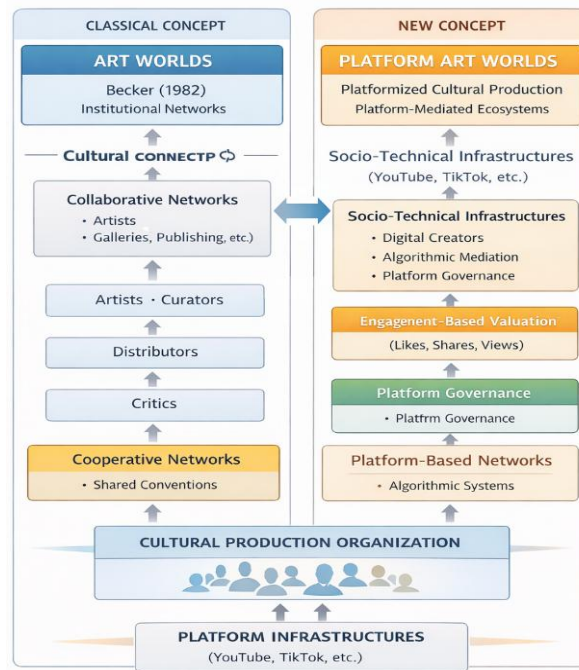 CLASSICAL CONCEPT
ART WORLDS
Becker (1982)
Institutional Networks
Cultural CONNECTP
Collaborative Networks
• Artists
• Galleries, Publishing, etc.)
Artists · Curators
Distributors
Critics
Cooperative Networks
• Shared Conventions
NEW CONCEPT
PLATFORM ART WORLDS
Platformized Cultural Production
Platform-Mediated Ecosystems
Socio-Technical Infrastructures
(YouTube, TikTok, etc.)
Socio-Technical Infrastructures
• Digital Creators
• Algorithmic Mediation
• Platform Governance
Engagenent-Based Valuation
(Likes, Shares, Views)
Platform Governance
• Platfrm Governance
Platform-Based Networks
• Algorithmic Systems
CULTURAL PRODUCTION ORGANIZATION
PLATFORM INFRASTRUCTURES
(YouTube, TikTok, etc.)